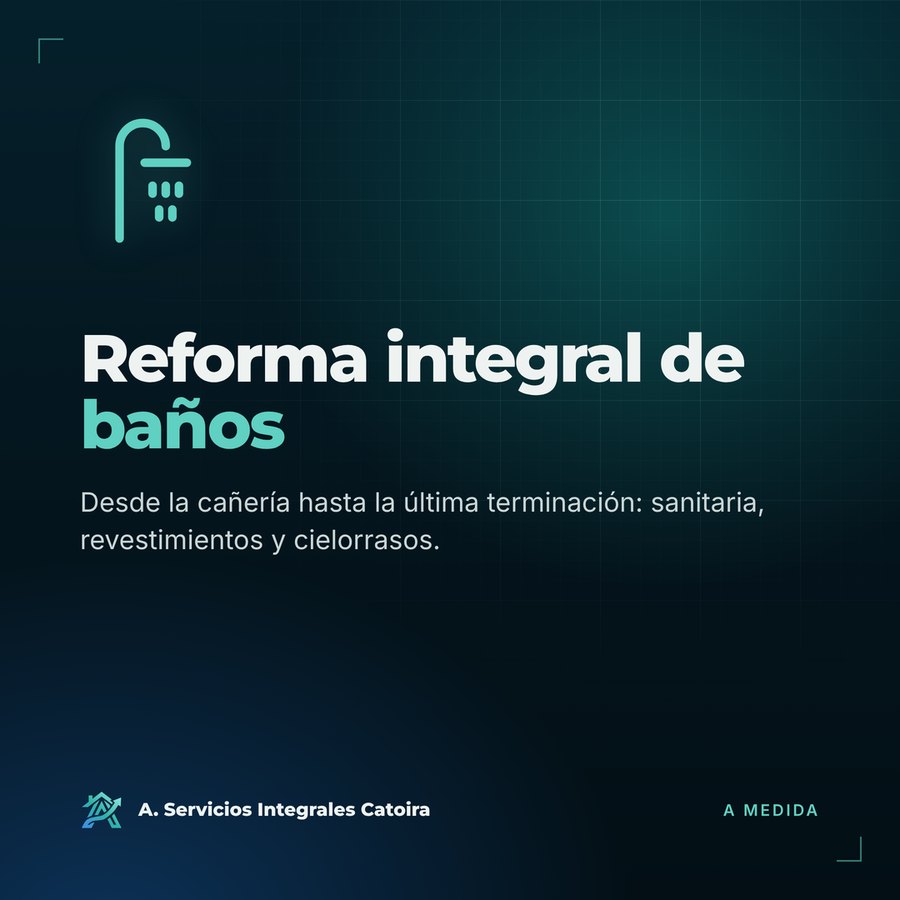 Reforma integral de
baños
Desde la cañería hasta la última terminación: sanitaria,
revestimientos y cielorrasos.
A. Servicios Integrales Catoira
A MEDIDA